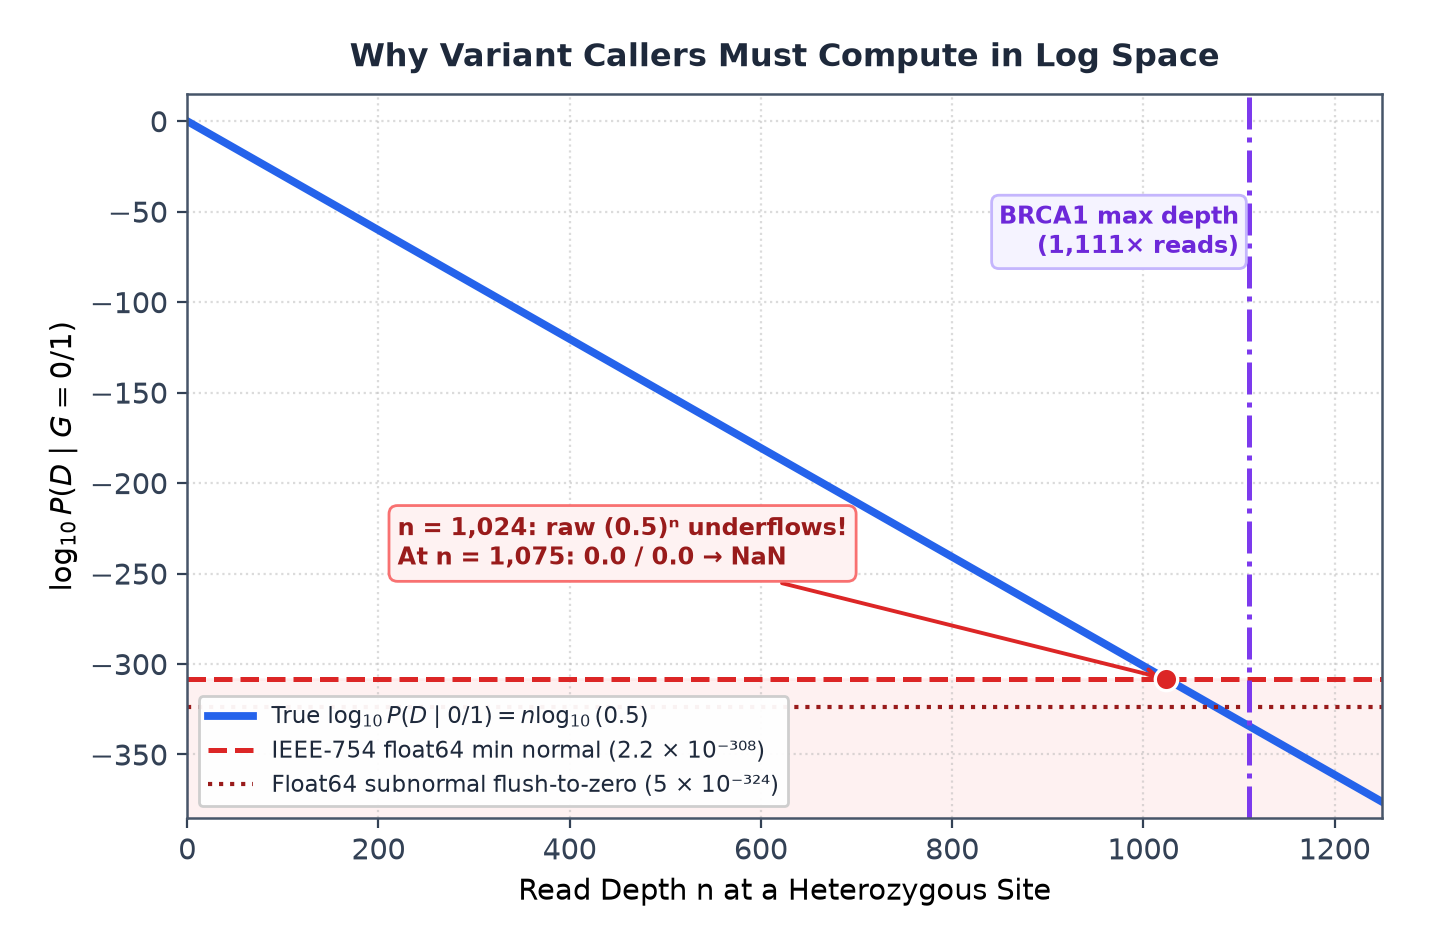 Why Variant Callers Must Compute in Log Space
0
−50
−100
−150
−200
−250
−300
−350
log₁₀ P(D | G = 0/1)
BRCA1 max depth
(1,111× reads)
n = 1,024: raw (0.5)ⁿ underflows!
At n = 1,075: 0.0 / 0.0 → NaN
True log₁₀ P(D | 0/1) = nlog₁₀ (0.5)
IEEE-754 float64 min normal (2.2 × 10⁻³⁰⁸)
Float64 subnormal flush-to-zero (5 × 10⁻³²⁴)
0 200 400 600 800 1000 1200
Read Depth n at a Heterozygous Site